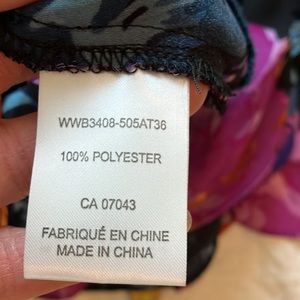 WWB3408-505AT36
100% POLYESTER
CA 07043
FABRIQUÉ EN CHINE
MADE IN CHINA